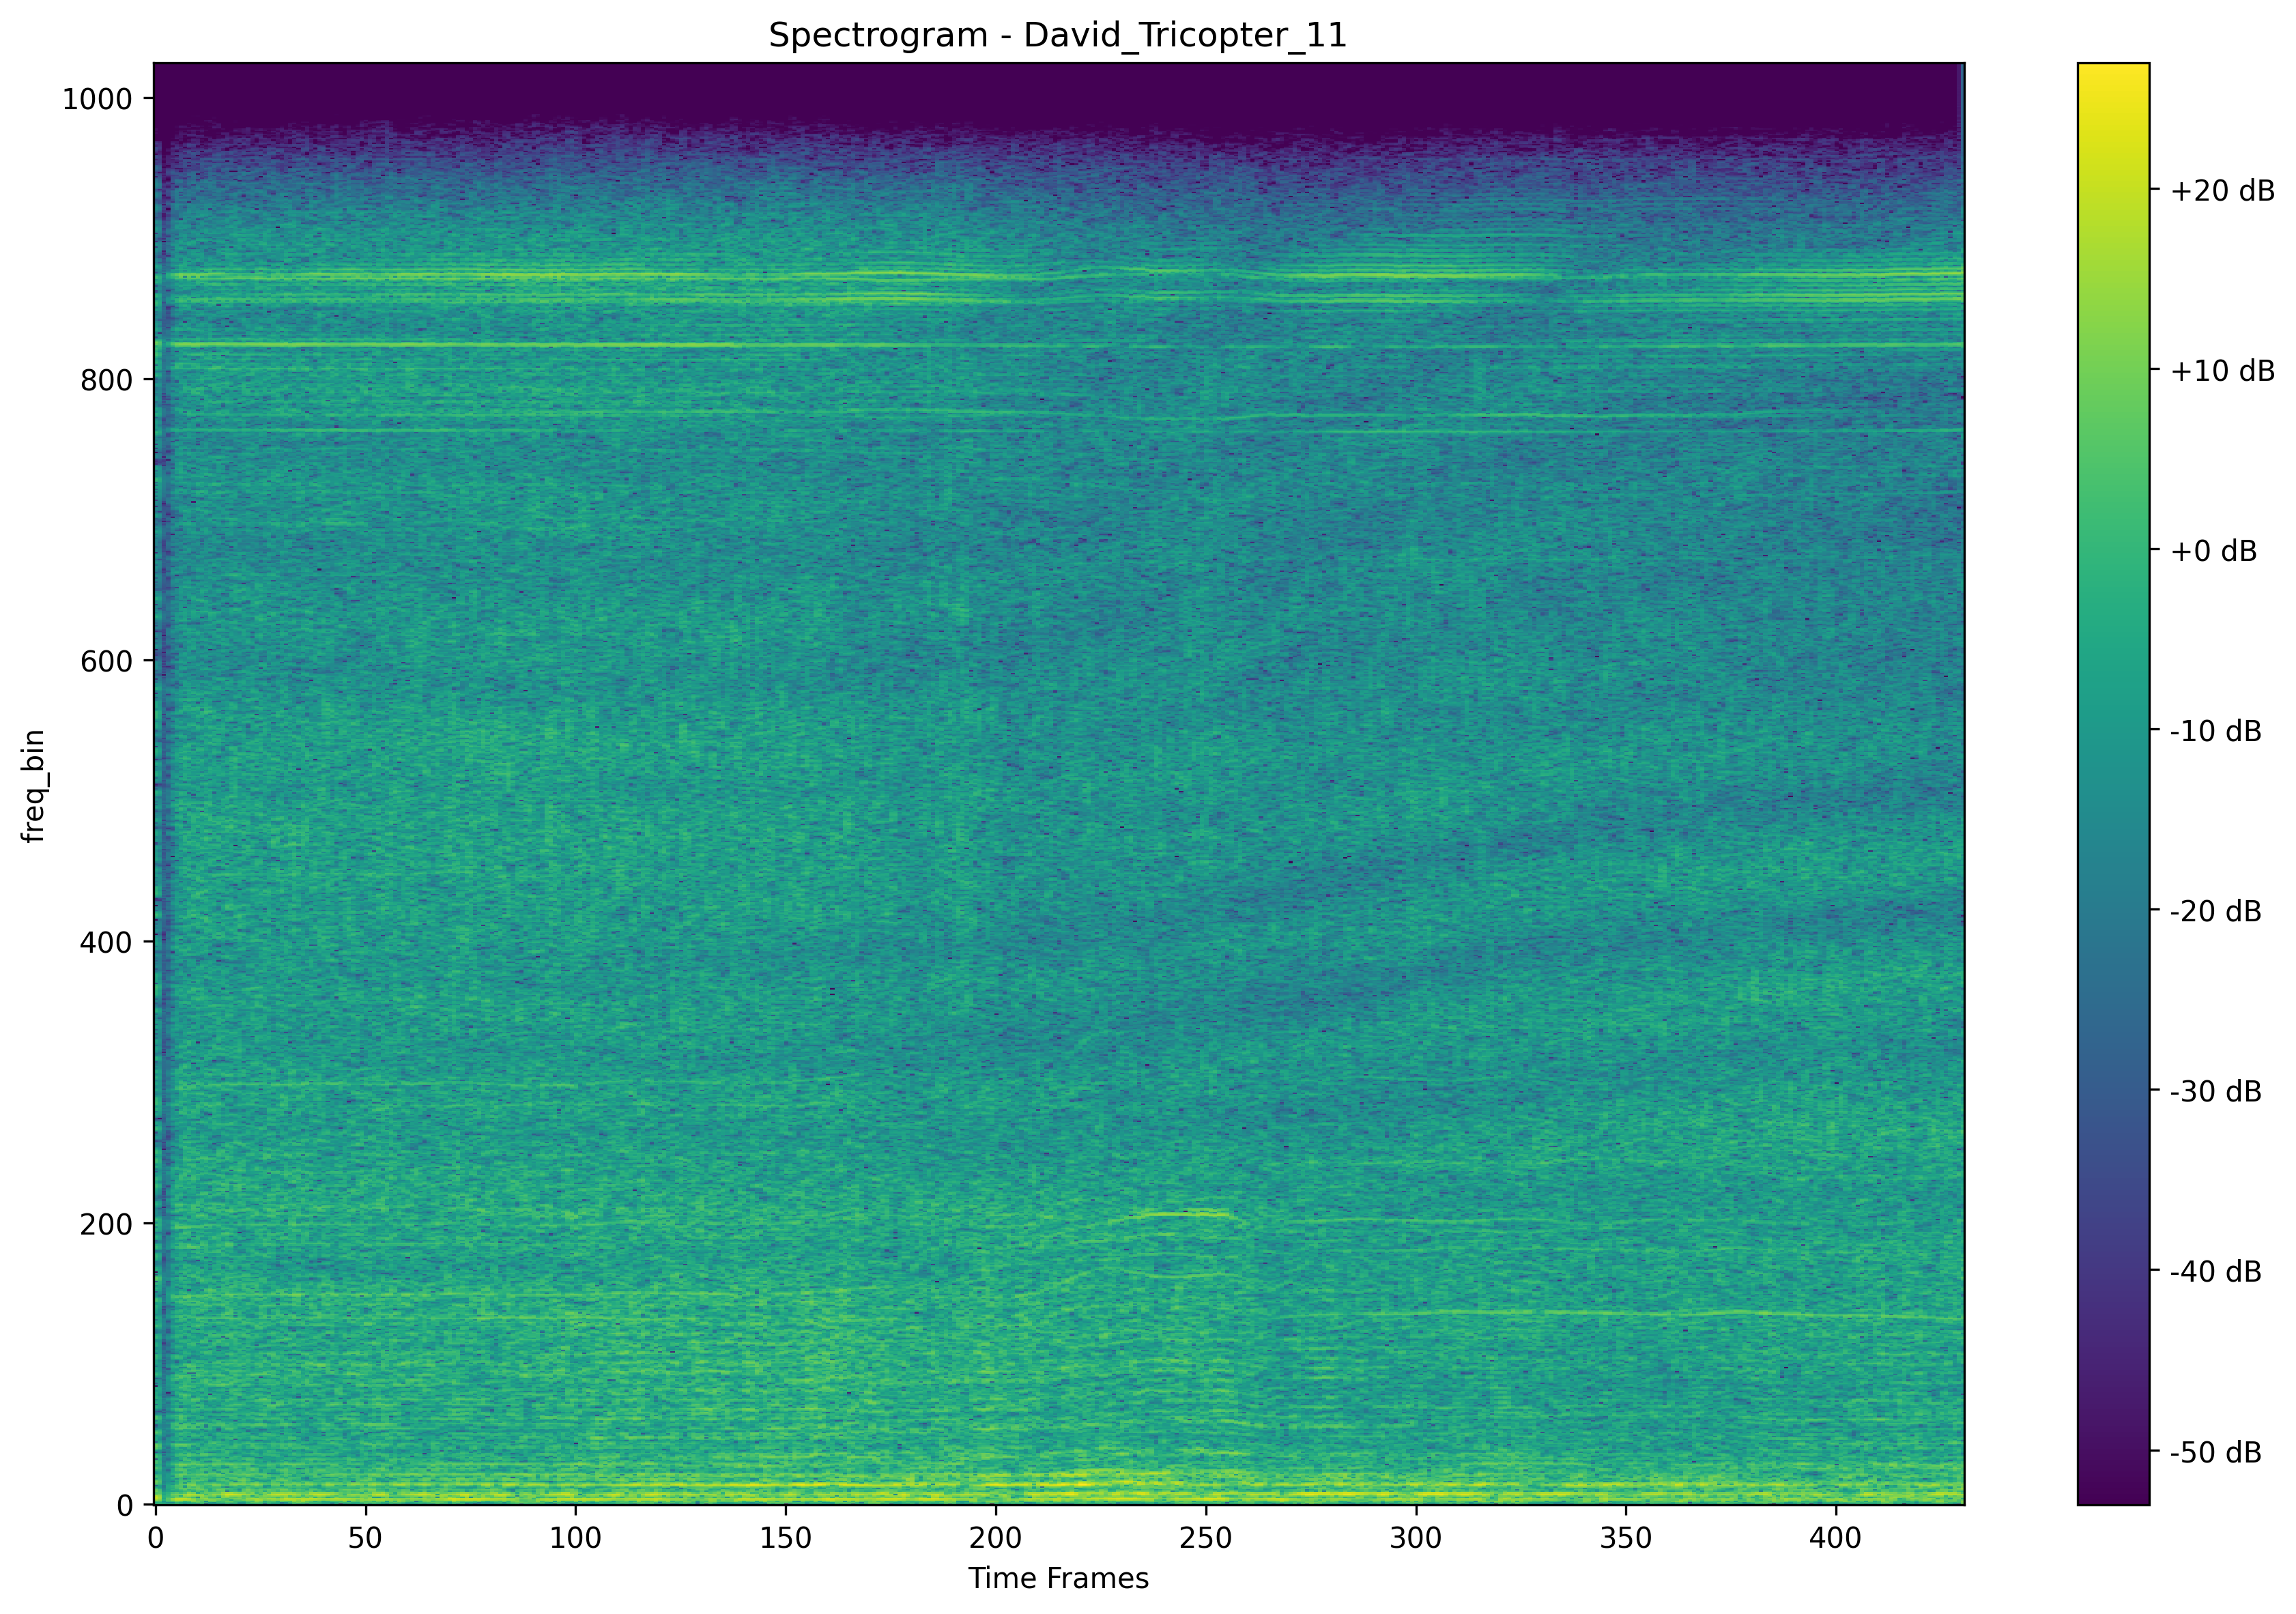 Spectrogram - David_Tricopter_11
1000
800
600
400
200
0
freq_bin
0 50 100 150 200 250 300 350 400
Time Frames
+20 dB
+10 dB
+0 dB
-10 dB
-20 dB
-30 dB
-40 dB
-50 dB